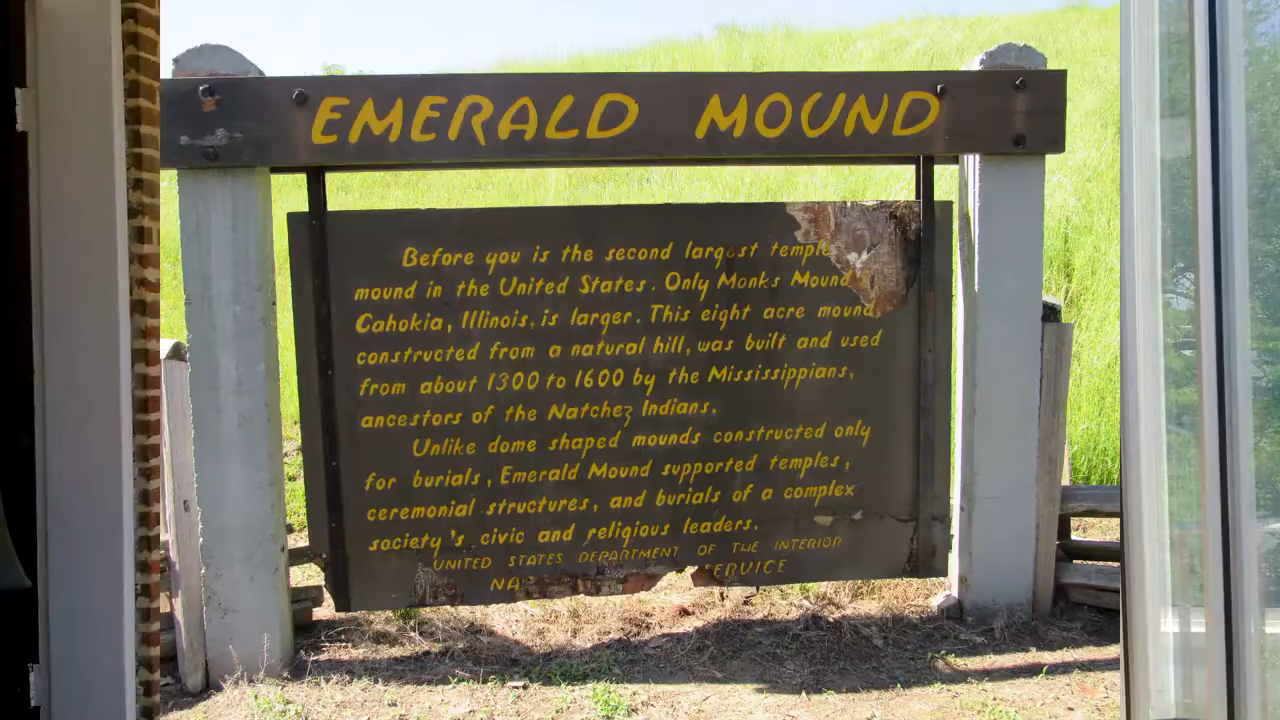 EMERALD MOUND
Before you is the second largest temple
mound in the United States. Only Monks Mound
Cahokia, Illinois, is larger. This eight acre mound,
constructed from a natural hill, was built and used
from about 1300 to 1600 by the Mississippians,
ancestors of the Natchez Indians.
Unlike dome shaped mounds constructed only
for burials, Emerald Mound supported temples,
ceremonial structures, and burials of a complex
society's civic and religious leaders.
UNITED STATES DEPARTMENT OF THE INTERIOR